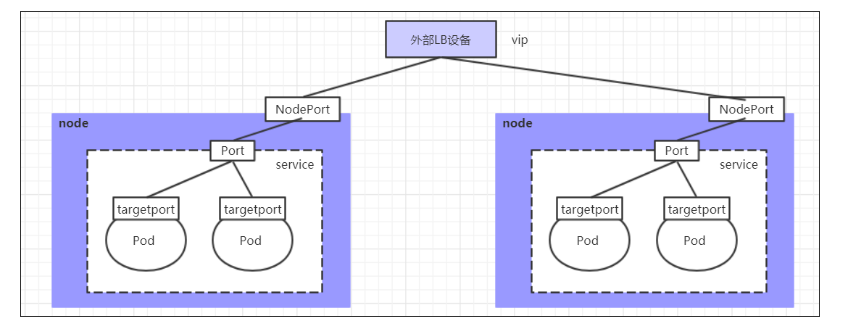 外部LB设备
vip
NodePort
NodePort
node
node
Port
Port
service
service
targetport
targetport
targetport
targetport
Pod
Pod
Pod
Pod